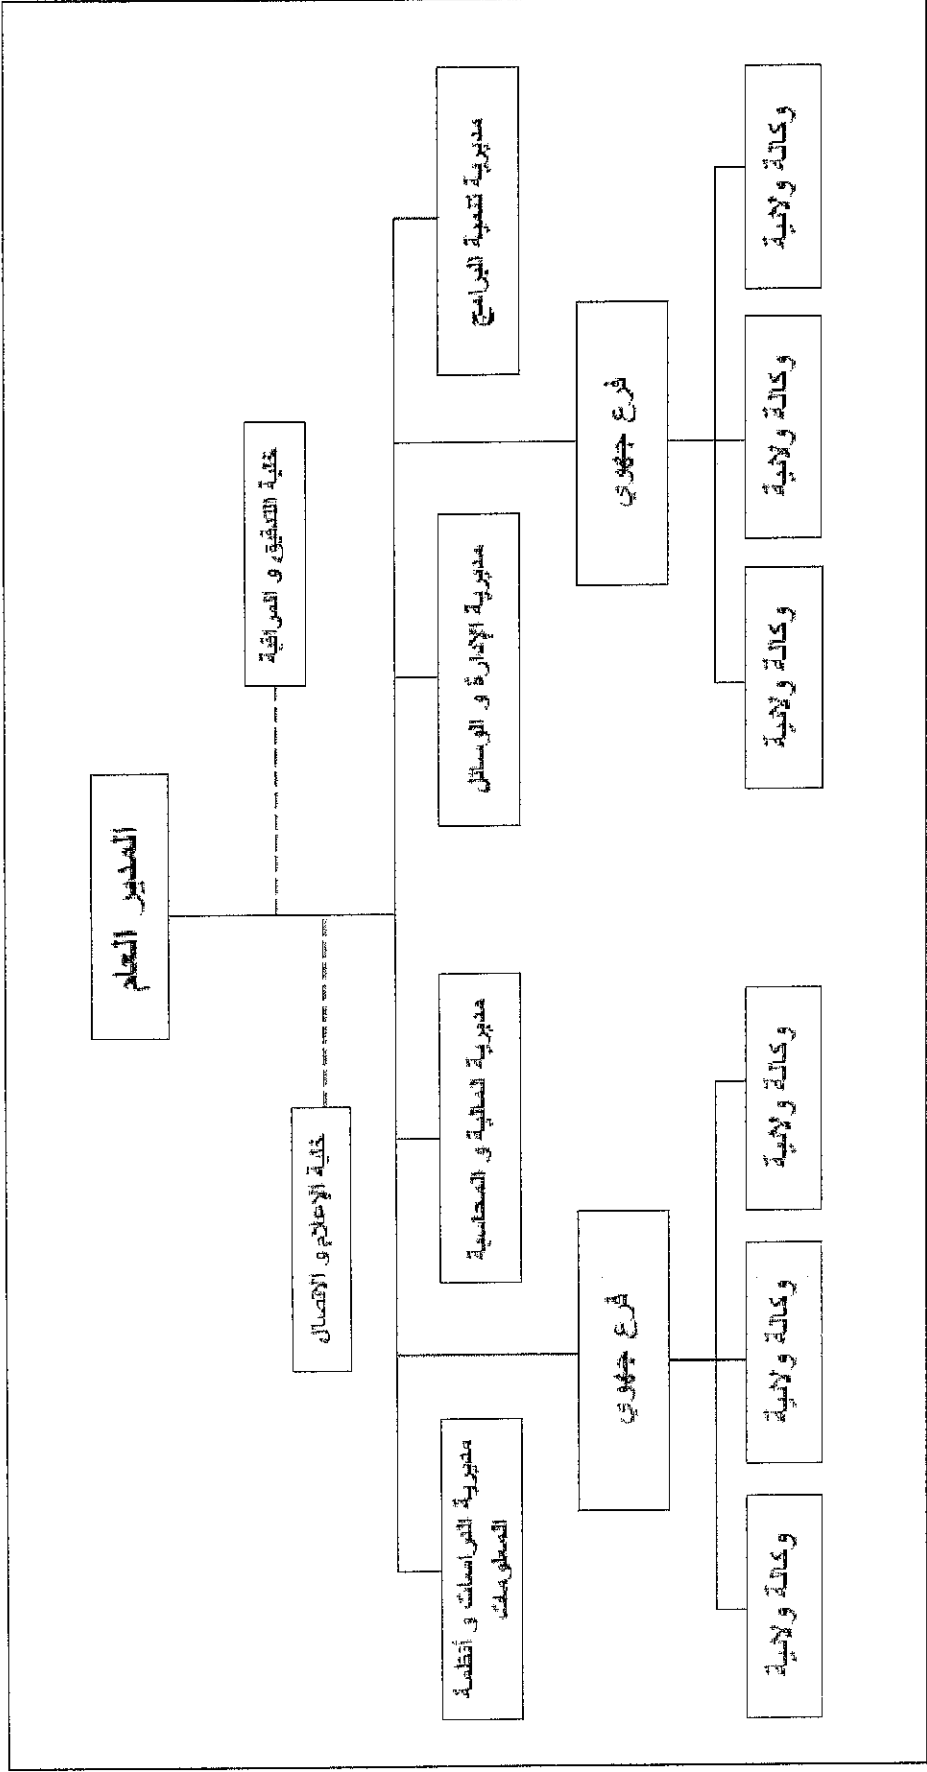 المدير العام
خلية التدقيق و المراقبة
خلية الإعلام و الاتصال
مديرية تنمية البرامج
مديرية الإدارة و الوسائل
مديرية المالية و المحاسبة
مديرية الدراسات و أنظمة
المعلومات
فرع جهوي
فرع جهوي
وكالة ولائية
وكالة ولائية
وكالة ولائية
وكالة ولائية
وكالة ولائية
وكالة ولائية